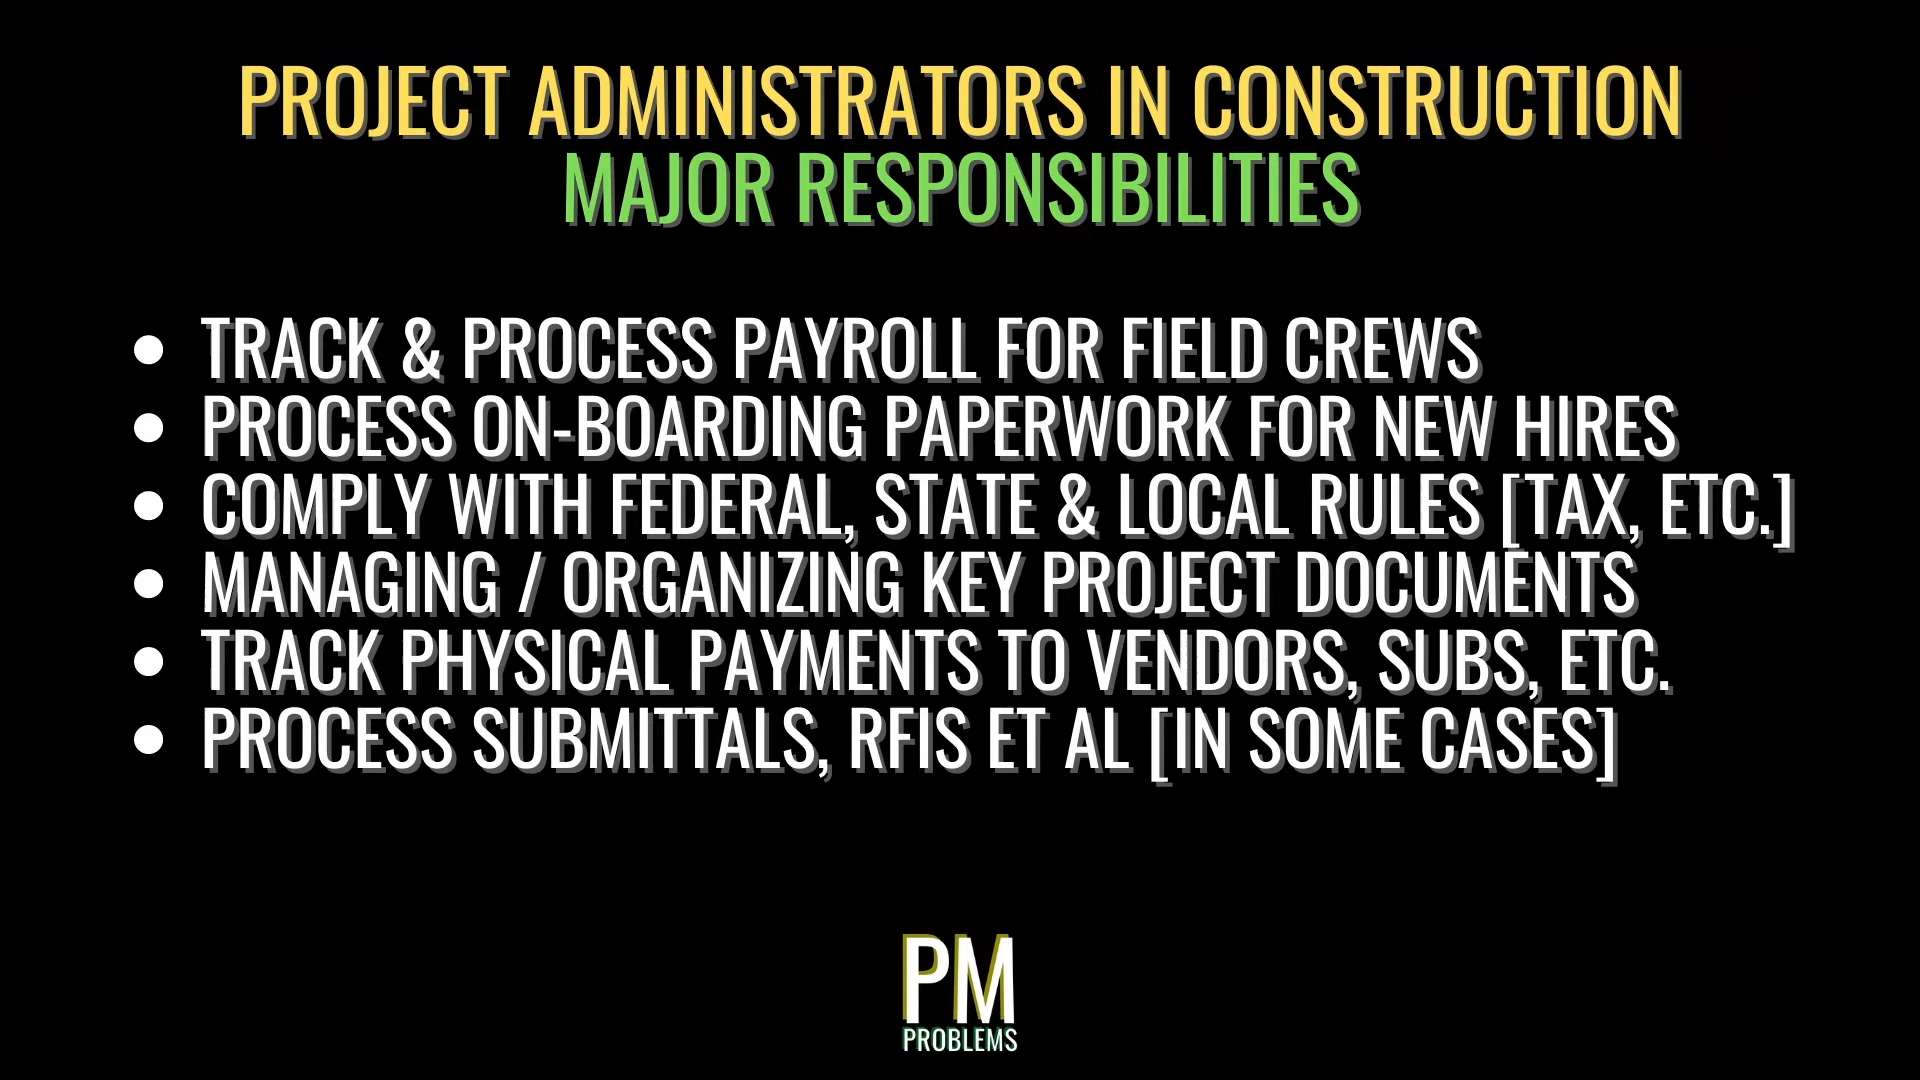 PROJECT ADMINISTRATORS IN CONSTRUCTION
MAJOR RESPONSIBILITIES
• TRACK & PROCESS PAYROLL FOR FIELD CREWS
• PROCESS ON-BOARDING PAPERWORK FOR NEW HIRES
• COMPLY WITH FEDERAL, STATE & LOCAL RULES [TAX, ETC.]
• MANAGING / ORGANIZING KEY PROJECT DOCUMENTS
• TRACK PHYSICAL PAYMENTS TO VENDORS, SUBS, ETC.
• PROCESS SUBMITTALS, RFIS ET AL [IN SOME CASES]
PM
PROBLEMS